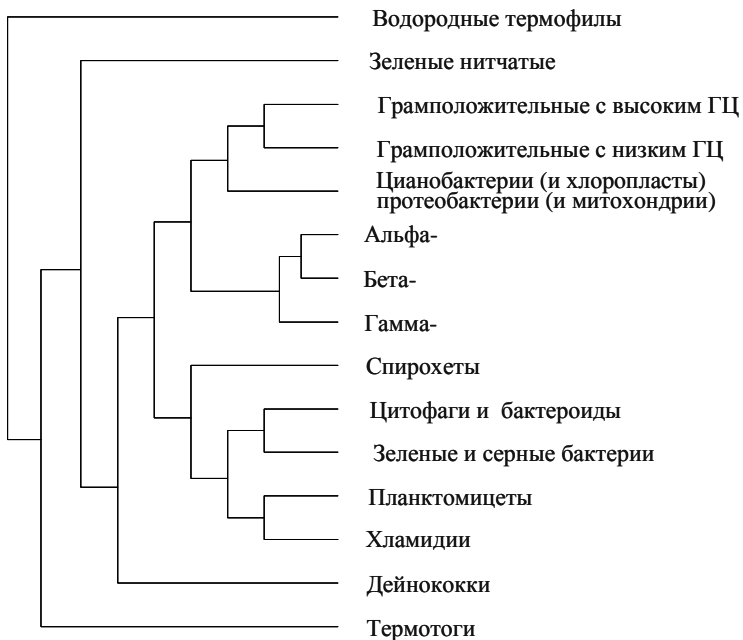 Водородные термофилы
Зеленые нитчатые
Грамположительные с высоким ГЦ
Грамположительные с низким ГЦ
Цианобактерии (и хлоропласты)
протеобактерии (и митохондрии)
Альфа-
Бета-
Гамма-
Спирохеты
Цитофаги и бактероиды
Зеленые и серные бактерии
Планктомицеты
Хламидии
Дейнококки
Термотоги